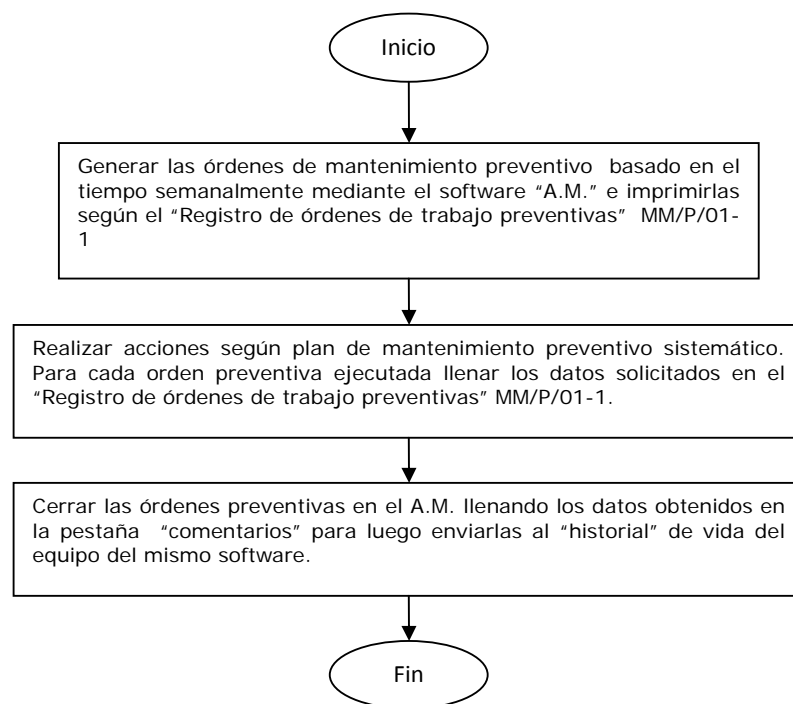 Inicio
Generar las órdenes de mantenimiento preventivo basado en el
tiempo semanalmente mediante el software “A.M.” e imprimirlas
según el “Registro de órdenes de trabajo preventivas” MM/P/01-
1
Realizar acciones según plan de mantenimiento preventivo sistemático.
Para cada orden preventiva ejecutada llenar los datos solicitados en el
“Registro de órdenes de trabajo preventivas” MM/P/01-1.
Cerrar las órdenes preventivas en el A.M. llenando los datos obtenidos en
la pestaña “comentarios” para luego enviarlas al “historial” de vida del
equipo del mismo software.
Fin